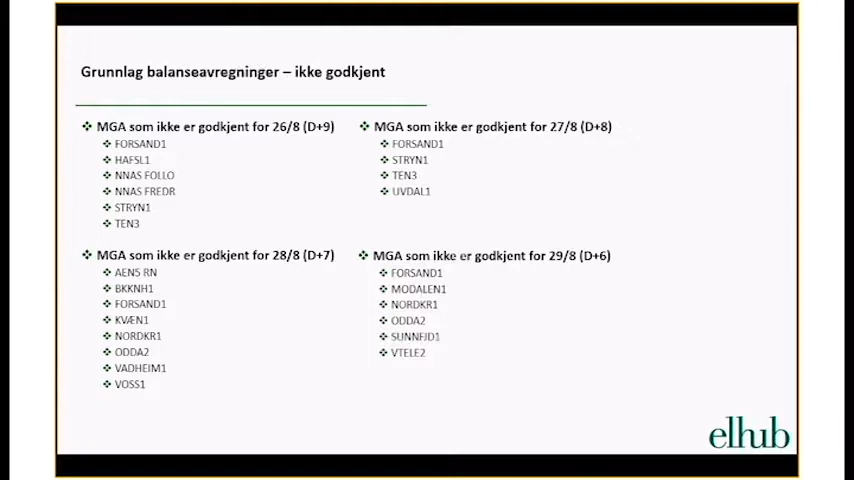 Grunnlag balanseavregninger – ikke godkjent
MGA som ikke er godkjent for 26/8 (D+9)
FORSAND1
HAFSL1
NNAS FOLLO
NNAS FREDR
STRYN1
TEN3
MGA som ikke er godkjent for 27/8 (D+8)
FORSAND1
STRYN1
TEN3
UVDAL1
MGA som ikke er godkjent for 28/8 (D+7)
AEN5 RN
BKKNH1
FORSAND1
KVÆN1
NORDKR1
ODDA2
VADHEIM1
VOSS1
MGA som ikke er godkjent for 29/8 (D+6)
FORSAND1
MODALEN1
NORDKR1
ODDA2
SUNNFJD1
VTELE2
elhub